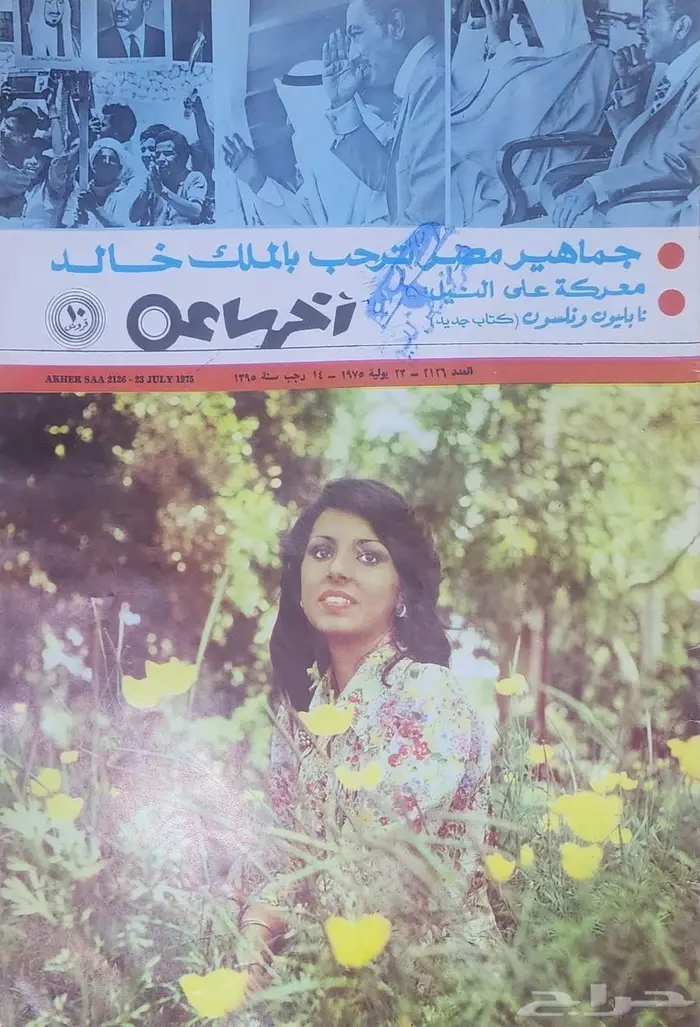 جماهير مصر ترحب بالملك خالد
معركة على النيل
نابليون ونلسون (كتاب جديد)
آخر ساعة
١٠ قروش
AKHER SAA 2126 - 23 JULY 1975
العدد ٢١٢٦ – ٢٣ يولية ١٩٧٥ – ١٤ رجب سنة ١٣٩٥
حراج